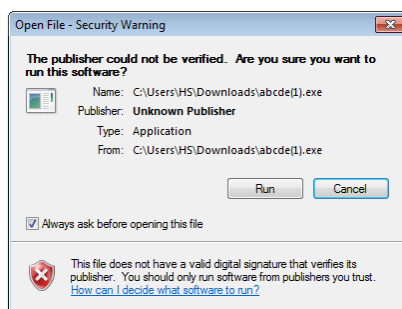 Open File - Security Warning
The publisher could not be verified.  Are you sure you want to
run this software?
Name: C:\Users\HS\Downloads\abcde(1).exe
Publisher: Unknown Publisher
Type: Application
From: C:\Users\HS\Downloads\abcde(1).exe
Run Cancel
Always ask before opening this file
This file does not have a valid digital signature that verifies its
publisher.  You should only run software from publishers you trust.
How can I decide what software to run?